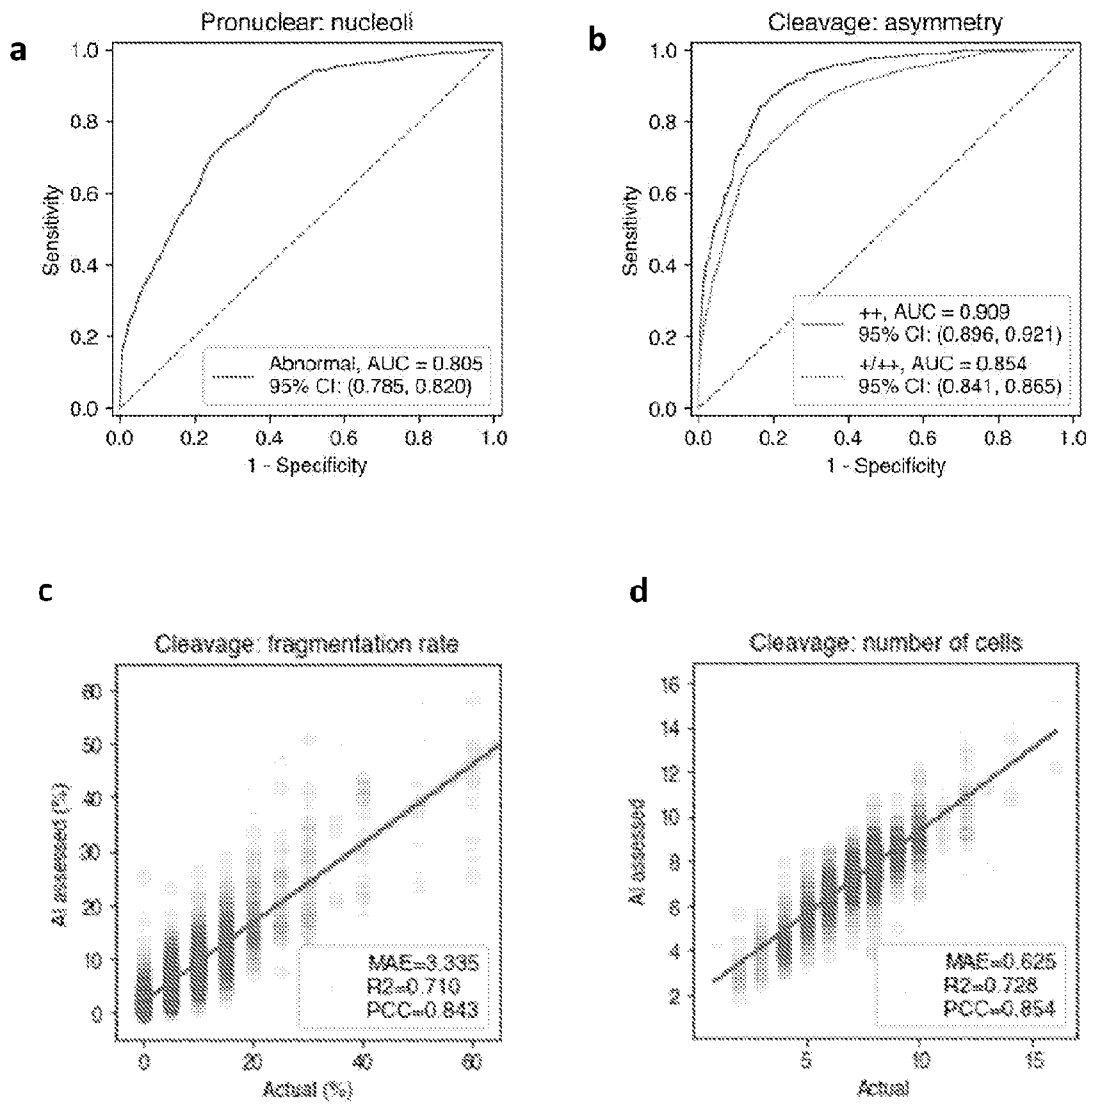 a
Pronuclear: nucleoli
1.0
0.8
0.6
0.4
0.2
0.0
Sensitivity
Abnormal, AUC = 0.805
95% CI: (0.785, 0.820)
0.0 0.2 0.4 0.6 0.8 1.0
1 - Specificity
b
Cleavage: asymmetry
1.0
0.8
0.6
0.4
0.2
0.0
Sensitivity
++, AUC = 0.909
95% CI: (0.896, 0.921)
+/++, AUC = 0.854
95% CI: (0.841, 0.865)
0.0 0.2 0.4 0.6 0.8 1.0
1 - Specificity
c
Cleavage: fragmentation rate
60
50
40
30
20
10
0
AI assessed (%)
MAE=3.335
R2=0.710
PCC=0.843
0 20 40 60
Actual (%)
d
Cleavage: number of cells
16
14
12
10
8
6
4
2
AI assessed
MAE=0.625
R2=0.728
PCC=0.854
5 10 15
Actual